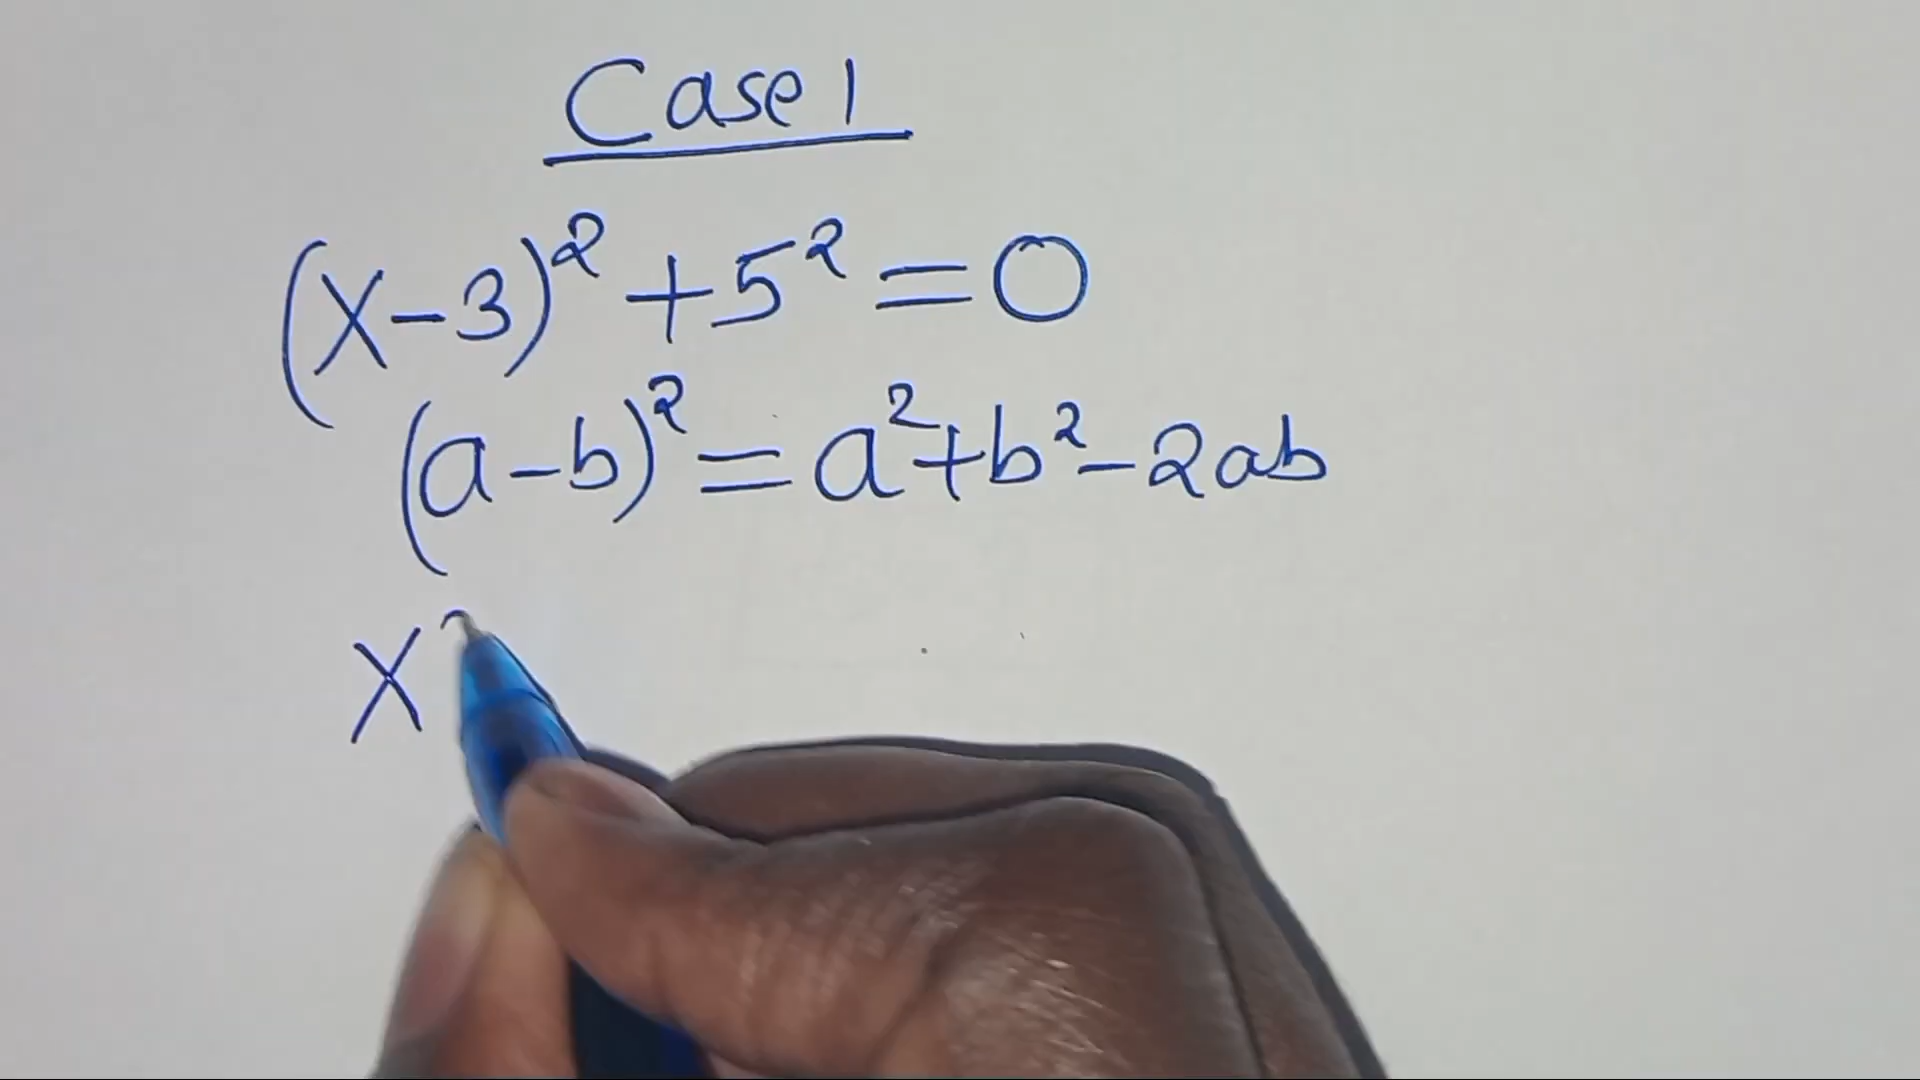 Case 1
(x-3)² + 5² = 0
(a-b)² = a² + b² - 2ab
x